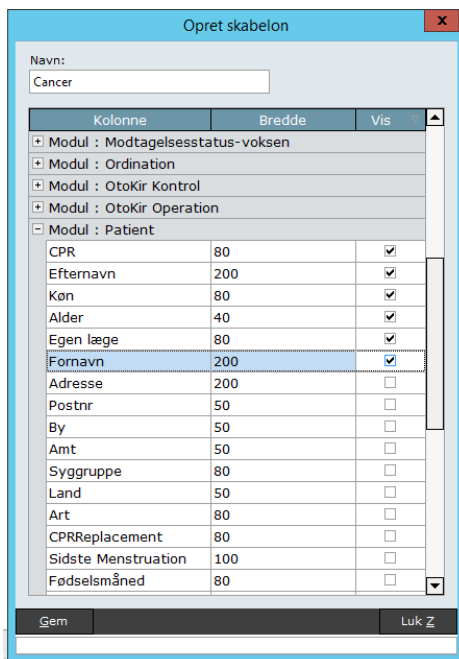 Opret skabelon
x
Navn:
Cancer
Kolonne Bredde Vis
Modul : Modtagelsesstatus-voksen
Modul : Ordination
Modul : OtoKir Kontrol
Modul : OtoKir Operation
Modul : Patient
CPR 80
Efternavn 200
Køn 80
Alder 40
Egen læge 80
Fornavn 200
Adresse 200
Postnr 50
By 50
Amt 50
Syggruppe 80
Land 50
Art 80
CPRReplacement 80
Sidste Menstruation 100
Fødselsmåned 80
Gem Luk Z